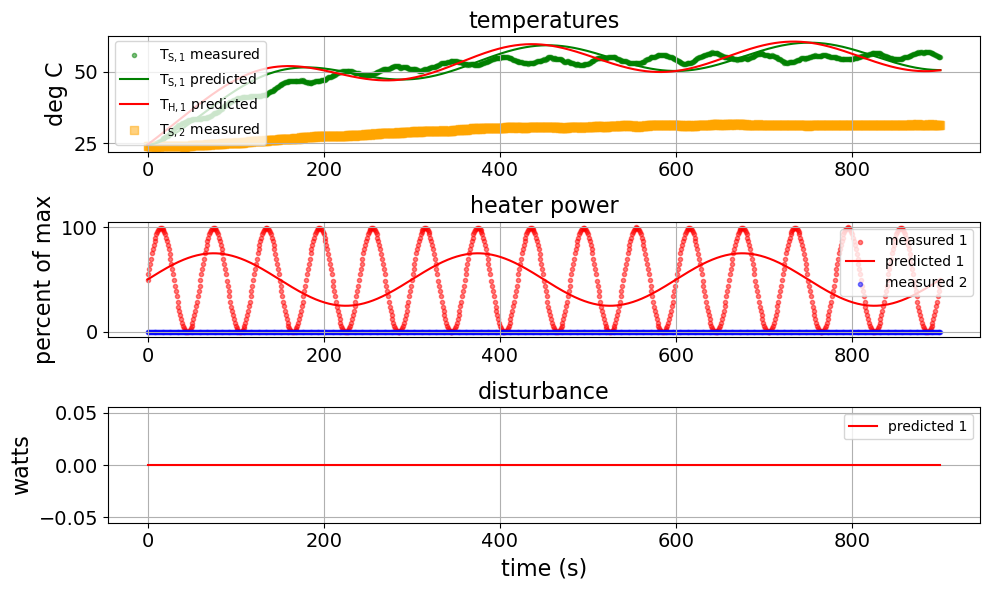 temperatures
deg C
50
25
T_S,1 measured
T_S,1 predicted
T_H,1 predicted
T_S,2 measured
0
200
400
600
800
heater power
percent of max
100
0
measured 1
predicted 1
measured 2
0
200
400
600
800
disturbance
watts
0.05
0.00
−0.05
predicted 1
0
200
400
600
800
time (s)